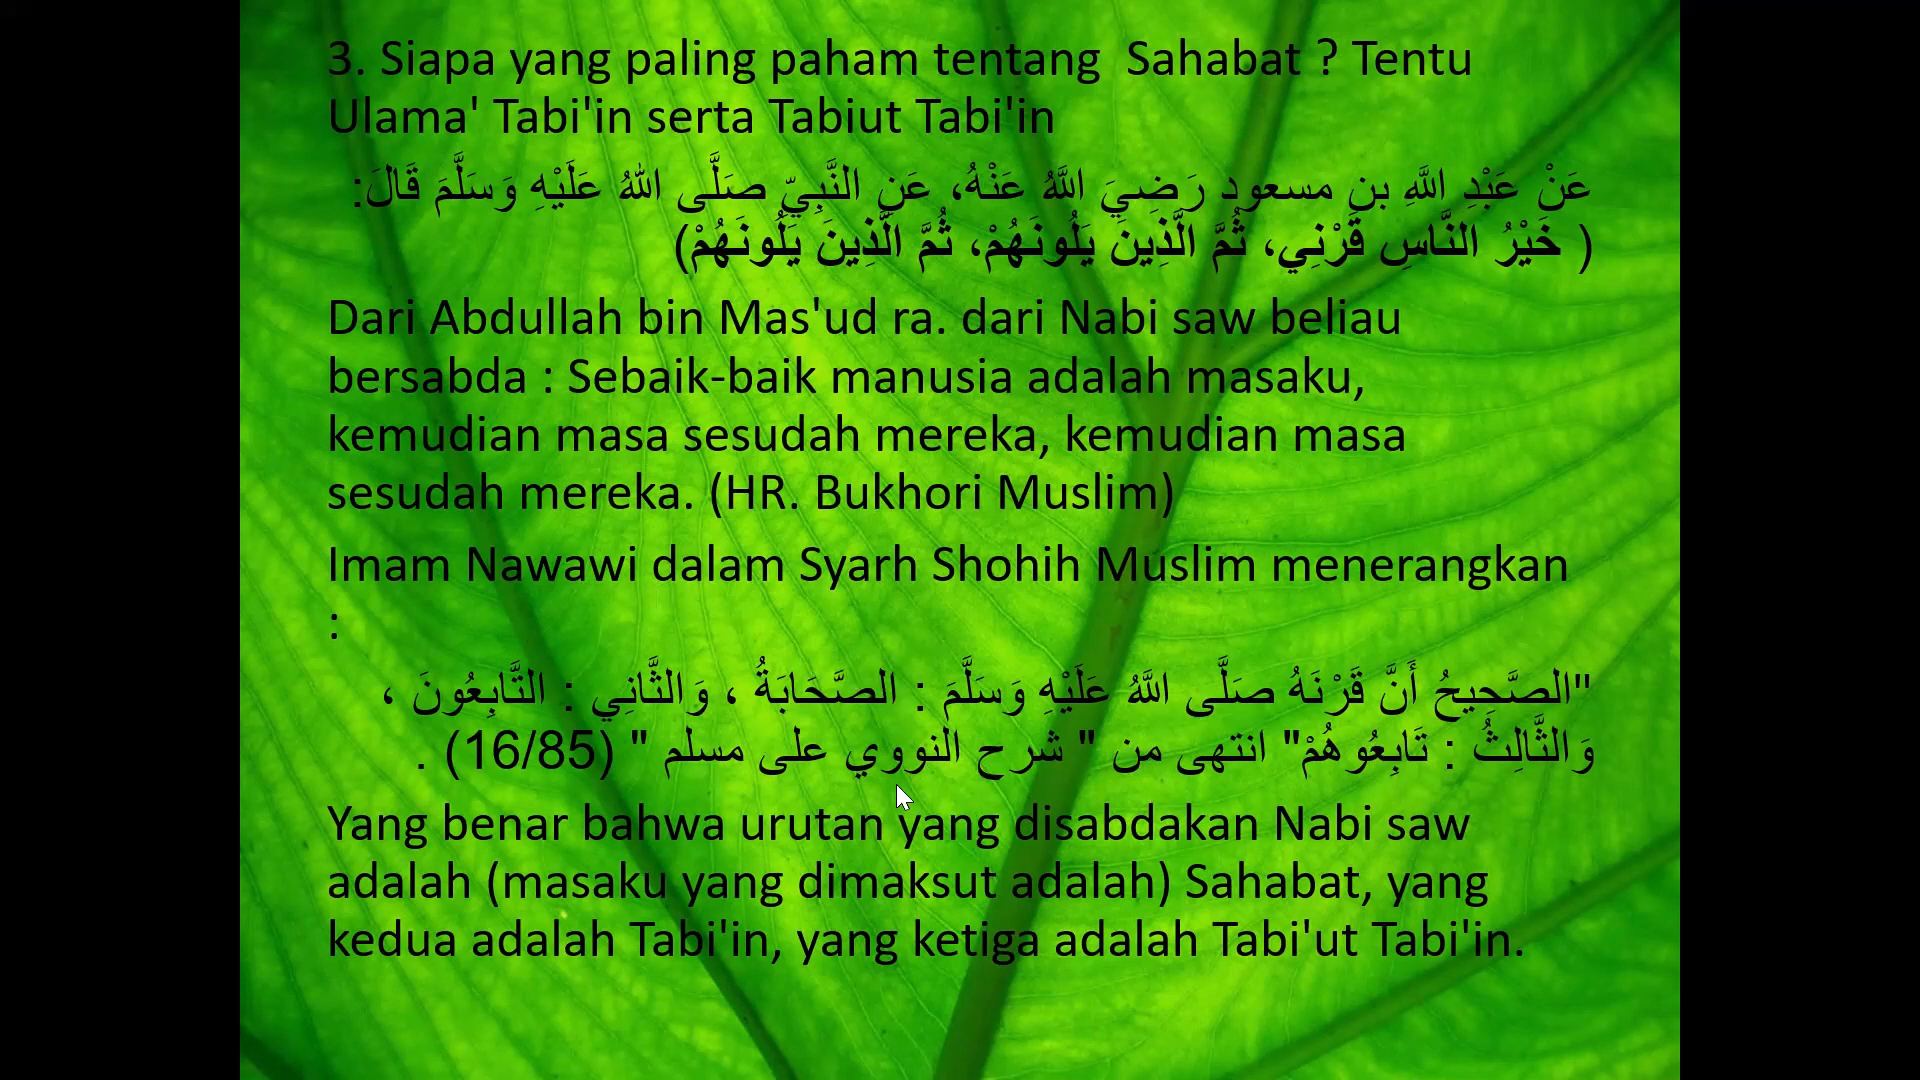 3. Siapa yang paling paham tentang  Sahabat ? Tentu
Ulama' Tabi'in serta Tabiut Tabi'in
عَنْ عَبْدِ اللَّهِ بنِ مسعود رَضِيَ اللَّهُ عَنْهُ، عَنِ النَّبِيِّ صَلَّى اللهُ عَلَيْهِ وَسَلَّمَ قَالَ:
( خَيْرُ النَّاسِ قَرْنِي، ثُمَّ الَّذِينَ يَلُونَهُمْ، ثُمَّ الَّذِينَ يَلُونَهُمْ)
Dari Abdullah bin Mas'ud ra. dari Nabi saw beliau
bersabda : Sebaik-baik manusia adalah masaku,
kemudian masa sesudah mereka, kemudian masa
sesudah mereka. (HR. Bukhori Muslim)
Imam Nawawi dalam Syarh Shohih Muslim menerangkan
:
"الصَّحِيحُ أَنَّ قَرْنَهُ صَلَّى اللَّهُ عَلَيْهِ وَسَلَّمَ : الصَّحَابَةُ ، وَالثَّانِي : التَّابِعُونَ ،
وَالثَّالِثُ : تَابِعُوهُمْ" انتهى من " شرح النووي على مسلم " (16/85) .
Yang benar bahwa urutan yang disabdakan Nabi saw
adalah (masaku yang dimaksut adalah) Sahabat, yang
kedua adalah Tabi'in, yang ketiga adalah Tabi'ut Tabi'in.